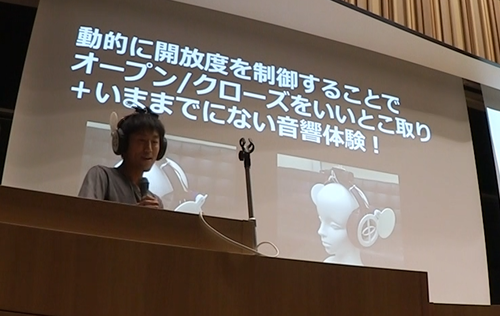 動的に開放度を制御することで
オープン/クローズをいいとこ取り
+いままでにない音響体験！